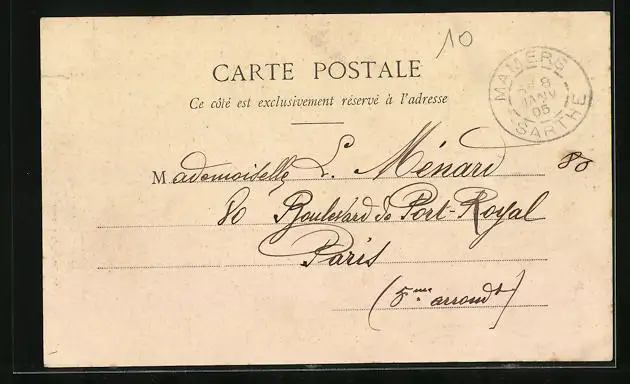 10
CARTE POSTALE
Ce côté est exclusivement réservé à l'adresse
MAMERS
8
JANV
05
SARTHE
Mademoiselle L. Ménard
80
80 Boulevard de Port-Royal
Paris
(5me arrondt)